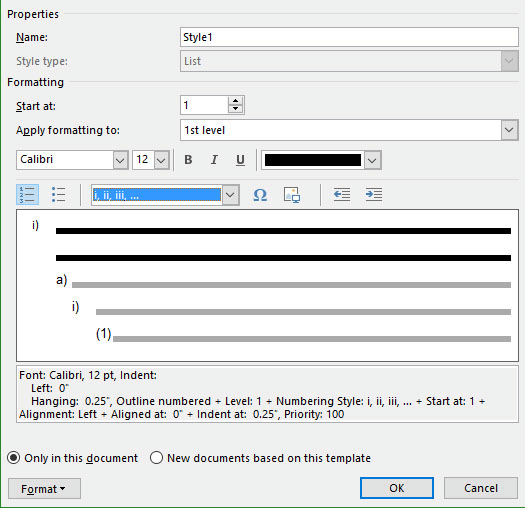 Properties
Name: Style1
Style type: List
Formatting
Start at: 1
Apply formatting to: 1st level
Calibri 12 B I U
i, ii, iii, ... Ω
i)
a)
i)
(1)
Font: Calibri, 12 pt, Indent:
Left: 0"
Hanging: 0.25", Outline numbered + Level: 1 + Numbering Style: i, ii, iii, ... + Start at: 1 +
Alignment: Left + Aligned at: 0" + Indent at: 0.25", Priority: 100
Only in this document New documents based on this template
Format OK Cancel